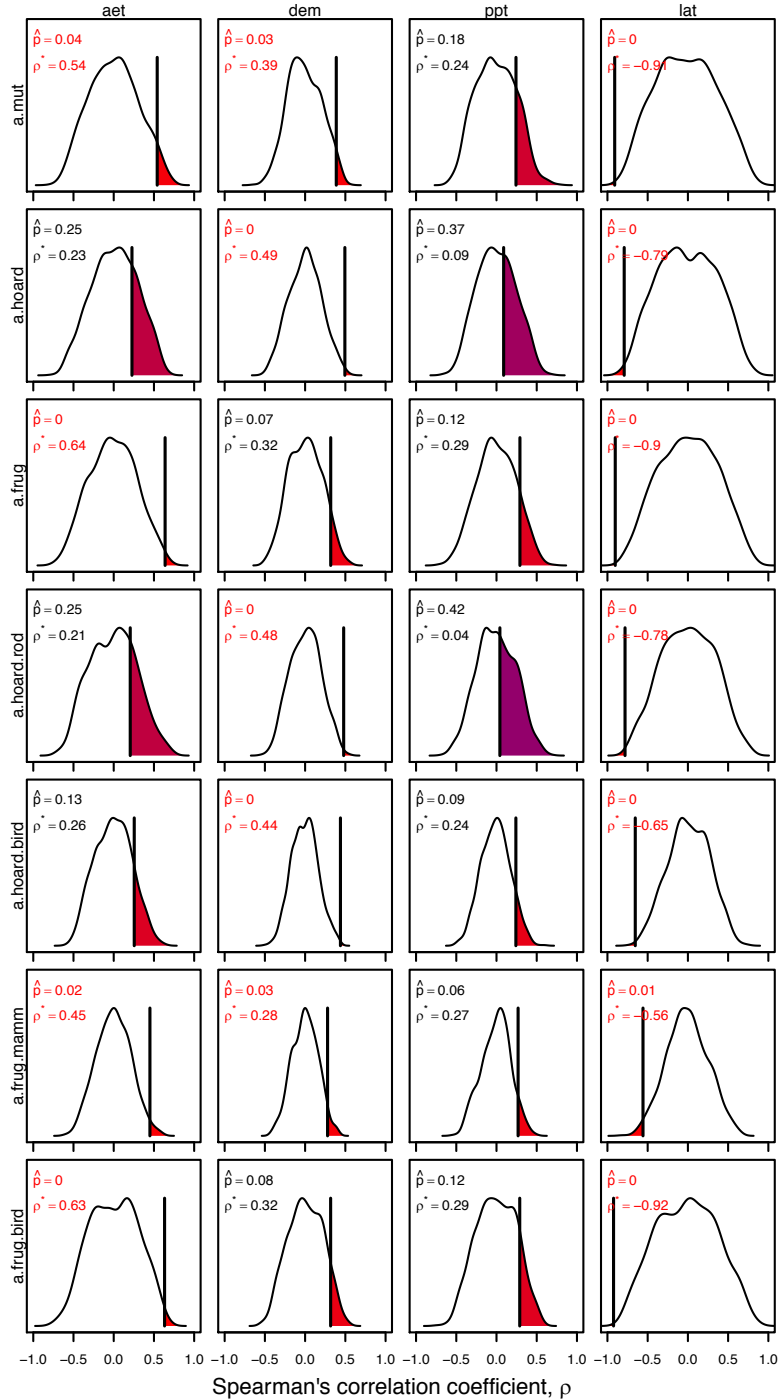 aet dem ppt lat
a.mut
p̂ = 0.04 p̂ = 0.03 p̂ = 0.18 p̂ = 0
ρ* = 0.54 ρ* = 0.39 ρ* = 0.24 ρ* = −0.91
a.hoard
p̂ = 0.25 p̂ = 0 p̂ = 0.37 p̂ = 0
ρ* = 0.23 ρ* = 0.49 ρ* = 0.09 ρ* = −0.79
a.frug
p̂ = 0 p̂ = 0.07 p̂ = 0.12 p̂ = 0
ρ* = 0.64 ρ* = 0.32 ρ* = 0.29 ρ* = −0.9
a.hoard.rod
p̂ = 0.25 p̂ = 0 p̂ = 0.42 p̂ = 0
ρ* = 0.21 ρ* = 0.48 ρ* = 0.04 ρ* = −0.78
a.hoard.bird
p̂ = 0.13 p̂ = 0 p̂ = 0.09 p̂ = 0
ρ* = 0.26 ρ* = 0.44 ρ* = 0.24 ρ* = −0.65
a.frug.mamm
p̂ = 0.02 p̂ = 0.03 p̂ = 0.06 p̂ = 0.01
ρ* = 0.45 ρ* = 0.28 ρ* = 0.27 ρ* = −0.56
a.frug.bird
p̂ = 0 p̂ = 0.08 p̂ = 0.12 p̂ = 0
ρ* = 0.63 ρ* = 0.32 ρ* = 0.29 ρ* = −0.92
−1.0 −0.5 0.0 0.5 1.0 −1.0 −0.5 0.0 0.5 1.0 −1.0 −0.5 0.0 0.5 1.0 −1.0 −0.5 0.0 0.5 1.0
Spearman's correlation coefficient, ρ